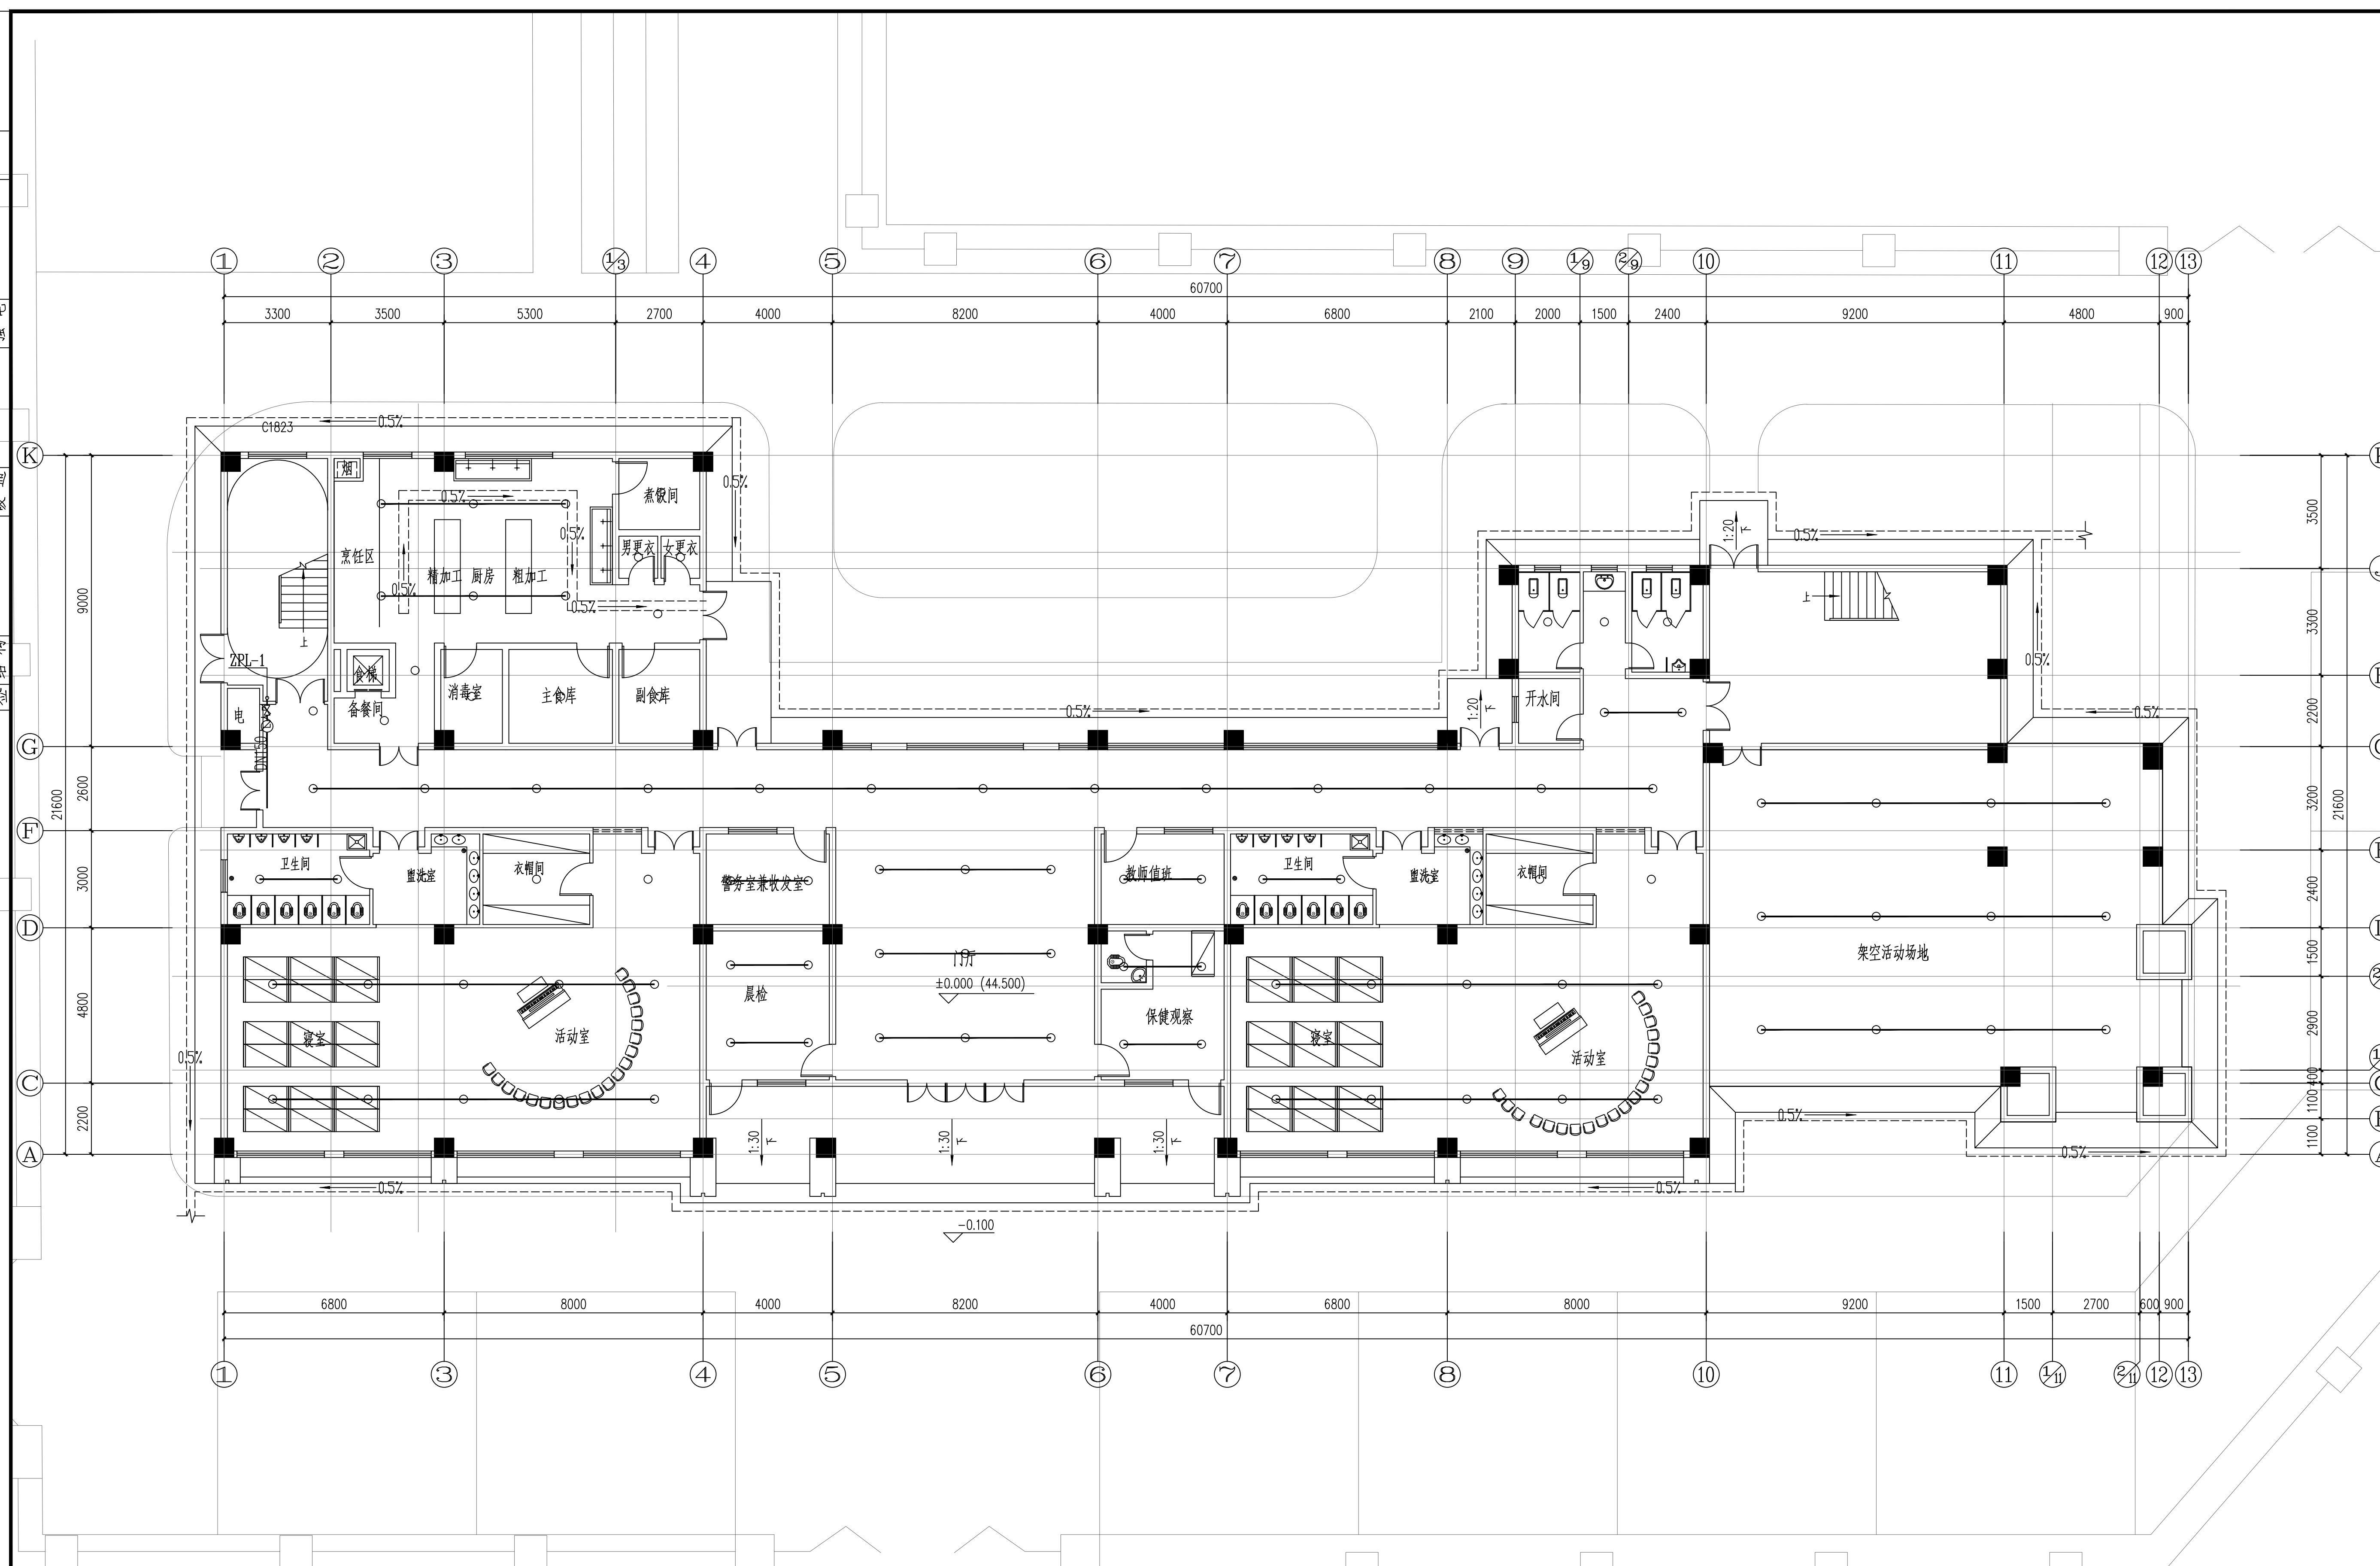 ① ② ③ 1/3 ④ ⑤ ⑥ ⑦ ⑧ ⑨ 1/9 2/9 ⑩ ⑪ ⑫ ⑬
60700
3300 3500 5300 2700 4000 8200 4000 6800 2100 2000 1500 2400 9200 4800 900
C1823
0.5%
K
烟
0.5%
0.5%
煮饭间
0.5%
男更衣 女更衣
烹饪区
精加工 厨房 粗加工
0.5%
0.5%
上
ZPL-1
食梯
备餐间
消毒室 主食库 副食库
电
DN150
G
1:20
下
0.5%
上
0.5%
开水间
1:20
下
0.5%
0.5%
9000
2600
21600
3000
4800
2200
3500
3300
2200
3200
2400
1500
2900
400
1100
1100
21600
F
卫生间 盥洗室 衣帽间 警务室兼收发室 教师值班 卫生间 盥洗室 衣帽间
D
门厅
±0.000 (44.500)
晨检
保健观察
架空活动场地
寝室 活动室
寝室 活动室
0.5%
C
1:30
下
1:30
下
1:30
下
0.5%
0.5%
A
0.5%
0.5%
-0.100
6800 8000 4000 8200 4000 6800 8000 9200 1500 2700 600 900
60700
① ③ ④ ⑤ ⑥ ⑦ ⑧ ⑩ ⑪ 1/11 2/11 ⑫ ⑬